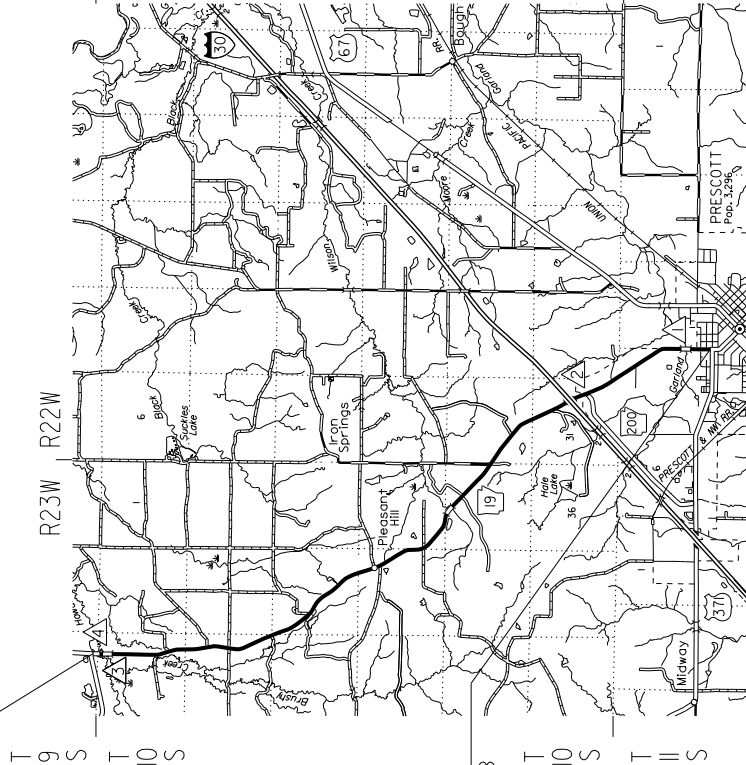 30
67
RR.
Baugh
Black
Creek
Garland
PACIFIC
Creek
Moore
UNION
PRESCOTT
Pop. 3,296
Wilson
Creek
R22W
6
Black
Suckles
Lake
Iron
Springs
1
2
Garland
200
31
R23W
1
PRESCOTT & NW RR.
6
Hale
Lake
19
36
Pleasant
Hill
4
3
Creek
Brushy
371
Midway
T
9
S
T
10
S
T
10
S
T
11
S